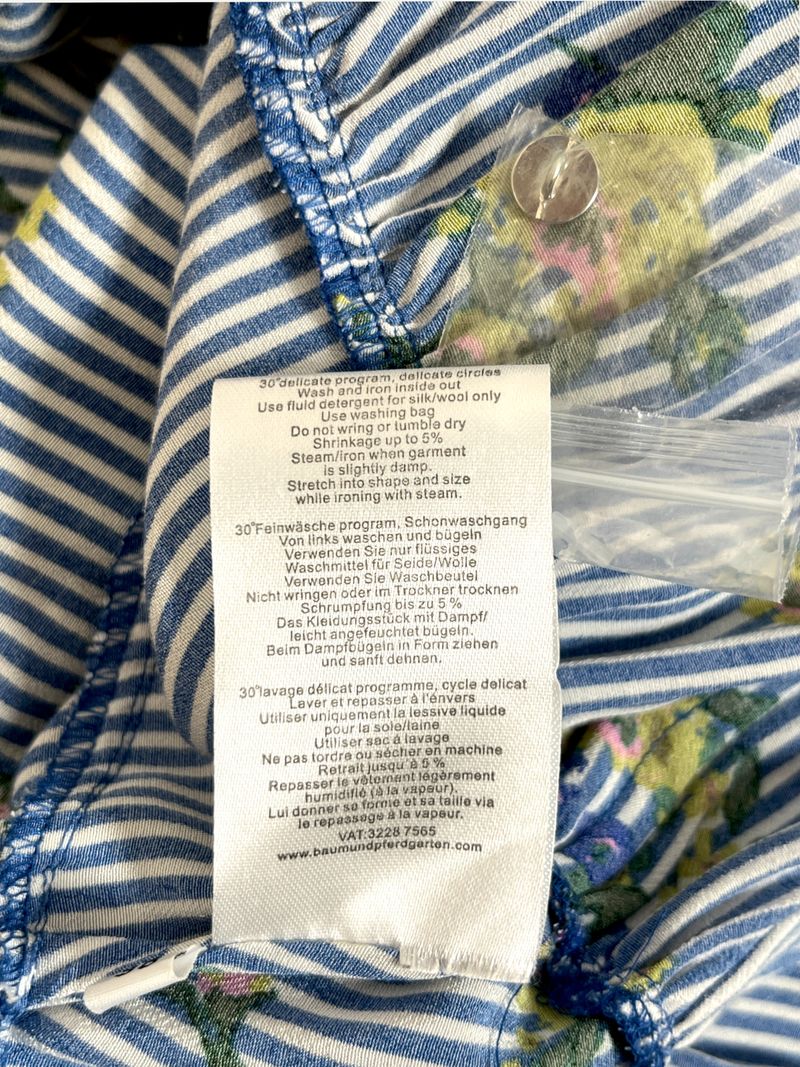 30°delicate program, delicate circles
Wash and iron inside out
Use fluid detergent for silk/wool only
Use washing bag
Do not wring or tumble dry
Shrinkage up to 5%
Steam/iron when garment
is slightly damp.
Stretch into shape and size
while ironing with steam.
30°Feinwäsche program, Schonwaschgang
Von links waschen und bügeln
Verwenden Sie nur flüssiges
Waschmittel für Seide/Wolle
Verwenden Sie Waschbeutel
Nicht wringen oder im Trockner trocknen
Schrumpfung bis zu 5 %
Das Kleidungsstück mit Dampf/
leicht angefeuchtet bügeln.
Beim Dampfbügeln in Form ziehen
und sanft dehnen.
30°lavage délicat programme, cycle delicat
Laver et repasser à l'énvers
Utiliser uniquement la lessive liquide
pour la soie/laine
Utiliser sac à lavage
Ne pas tordre ou sécher en machine
Retrait jusqu'à 5 %
Repasser le vêtement légèrement
humidifié (à la vapeur).
Lui donner sa forme et sa taille via
le repassage à la vapeur.
VAT:3228 7565
www.baumundpferdgarten.com